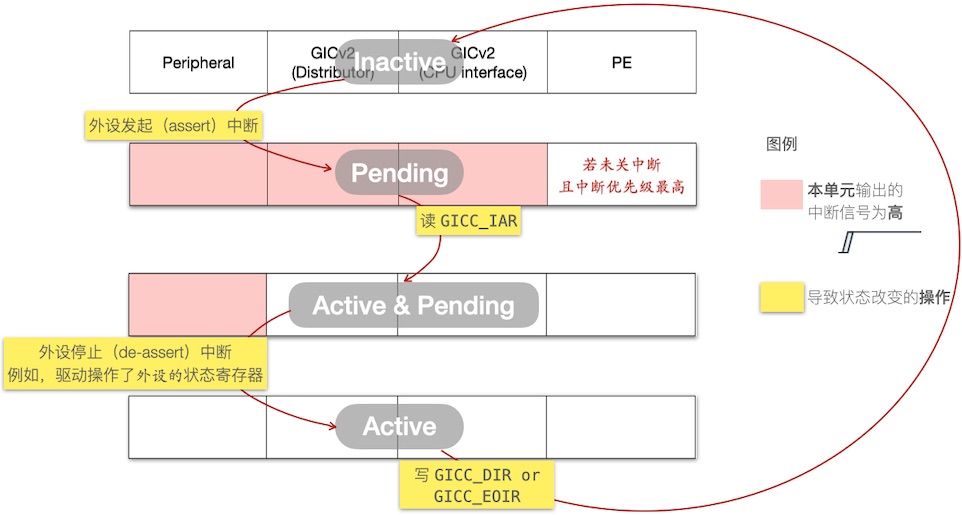 Peripheral
GICv2
(Distributor)
GICv2
(CPU interface)
PE
Inactive
外设发起（assert）中断
Pending
若未关中断
且中断优先级最高
读 GICC_IAR
Active & Pending
外设停止（de-assert）中断
例如，驱动操作了外设的状态寄存器
Active
写 GICC_DIR or
GICC_EOIR
图例
本单元输出的
中断信号为高
导致状态改变的操作